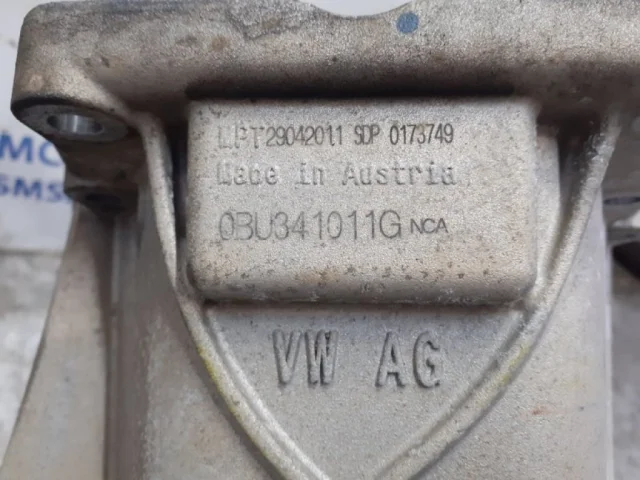 LPT29042011 SDP 0173749
Made in Austria
0BU341011G NCA
VW AG